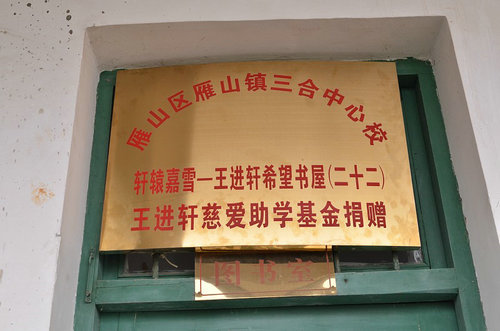 雁山区雁山镇三合中心校
轩辕嘉雪—王进轩希望书屋(二十二)
王进轩慈爱助学基金捐赠
图书室